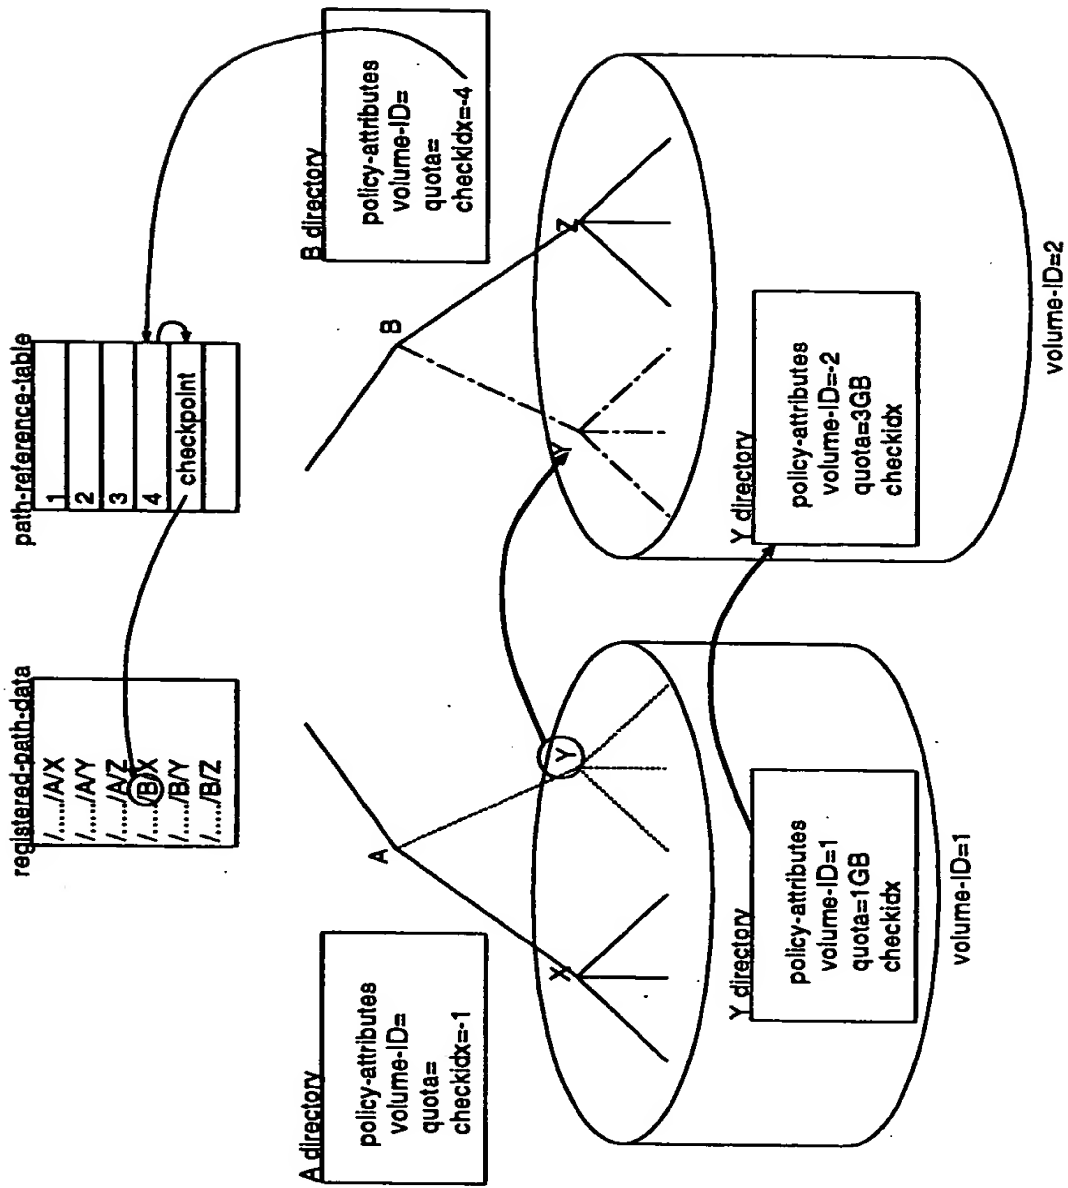 registered-path-data
/...../A/X
/...../A/Y
/...../A/Z
/...../B/X
/...../B/Y
/...../B/Z
path-reference-table
1
2
3
4
checkpoint
A directory
policy-attributes
volume-ID=
quota=
checkidx=-1
B directory
policy-attributes
volume-ID=
quota=
checkidx=-4
A
B
X
Y
Y
Z
Y directory
policy-attributes
volume-ID=1
quota=1GB
checkidx
volume-ID=1
Y directory
policy-attributes
volume-ID=-2
quota=3GB
checkidx
volume-ID=2